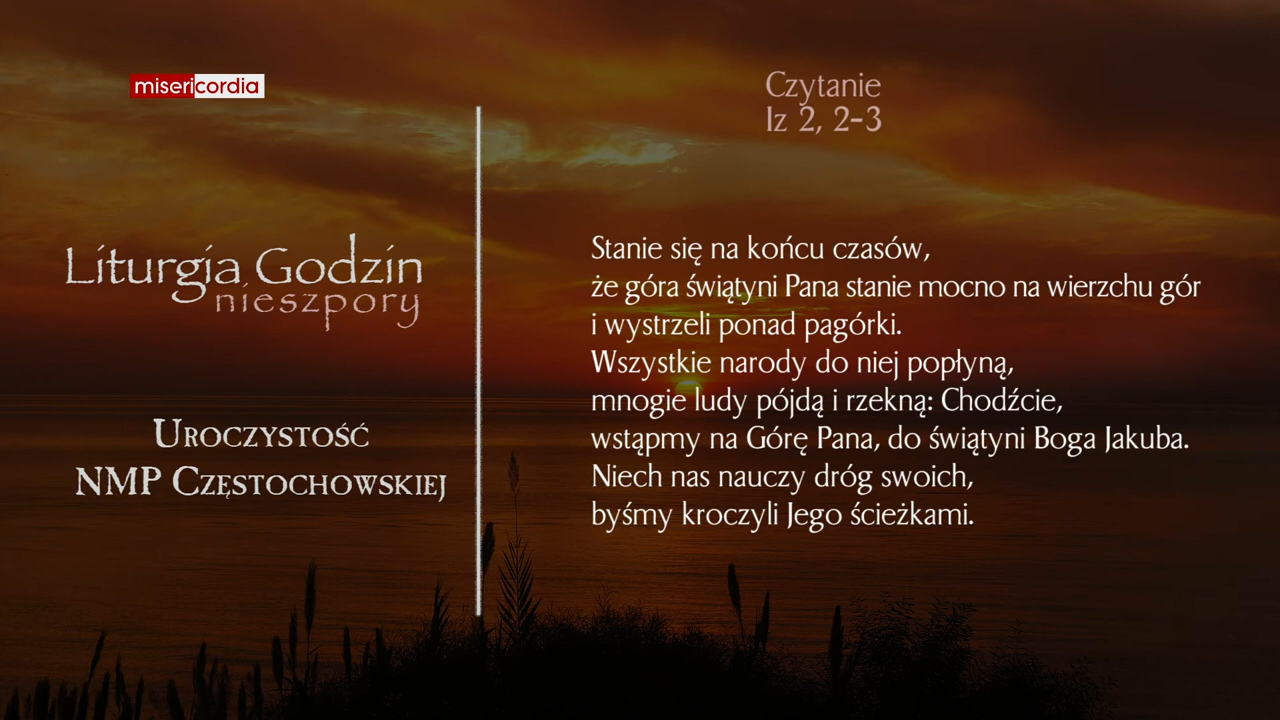 misericordia
Liturgia Godzin
nieszpory
Uroczystość
NMP Częstochowskiej
Czytanie
Iz 2, 2-3
Stanie się na końcu czasów,
że góra świątyni Pana stanie mocno na wierzchu gór
i wystrzeli ponad pagórki.
Wszystkie narody do niej popłyną,
mnogie ludy pójdą i rzekną: Chodźcie,
wstąpmy na Górę Pana, do świątyni Boga Jakuba.
Niech nas nauczy dróg swoich,
byśmy kroczyli Jego ścieżkami.